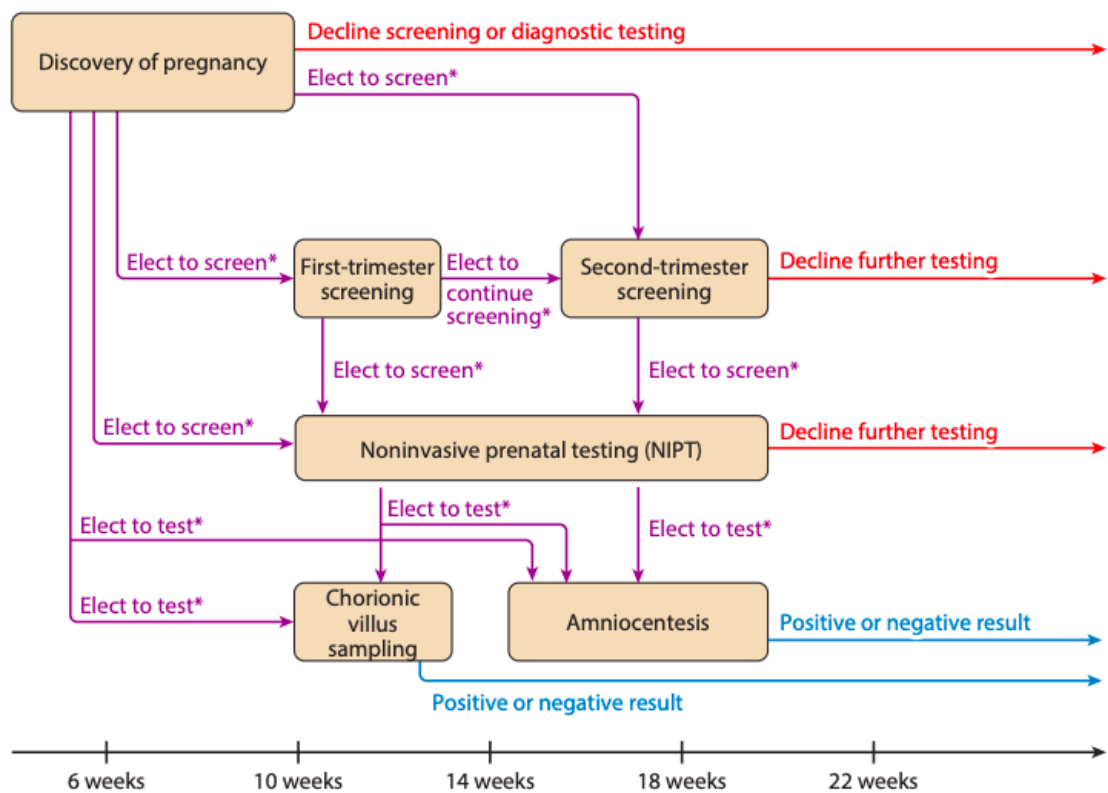 Decline screening or diagnostic testing
Discovery of pregnancy
Elect to screen*
Elect to screen*
First-trimester
screening
Elect to
continue
screening*
Second-trimester
screening
Decline further testing
Elect to screen*
Elect to screen*
Elect to screen*
Noninvasive prenatal testing (NIPT)
Decline further testing
Elect to test*
Elect to test*
Elect to test*
Elect to test*
Chorionic
villus
sampling
Amniocentesis
Positive or negative result
Positive or negative result
6 weeks
10 weeks
14 weeks
18 weeks
22 weeks